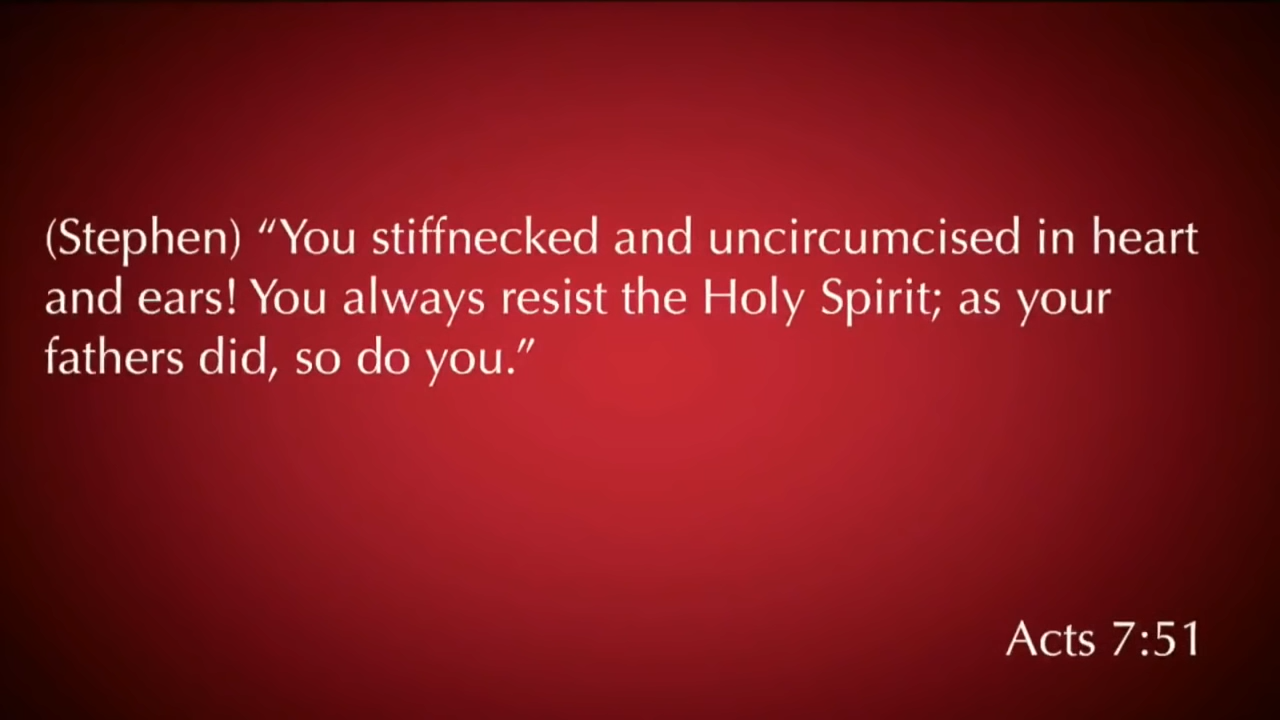 (Stephen) “You stiffnecked and uncircumcised in heart
and ears! You always resist the Holy Spirit; as your
fathers did, so do you.”
Acts 7:51